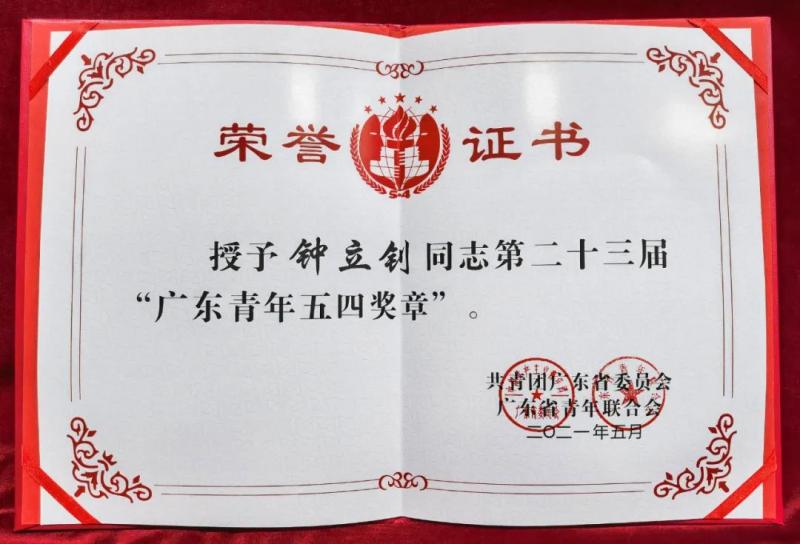 荣誉证书
5·4
授予钟立钊同志第二十三届
“广东青年五四奖章”。
共青团广东省委员会
广东省青年联合会
二〇二一年五月